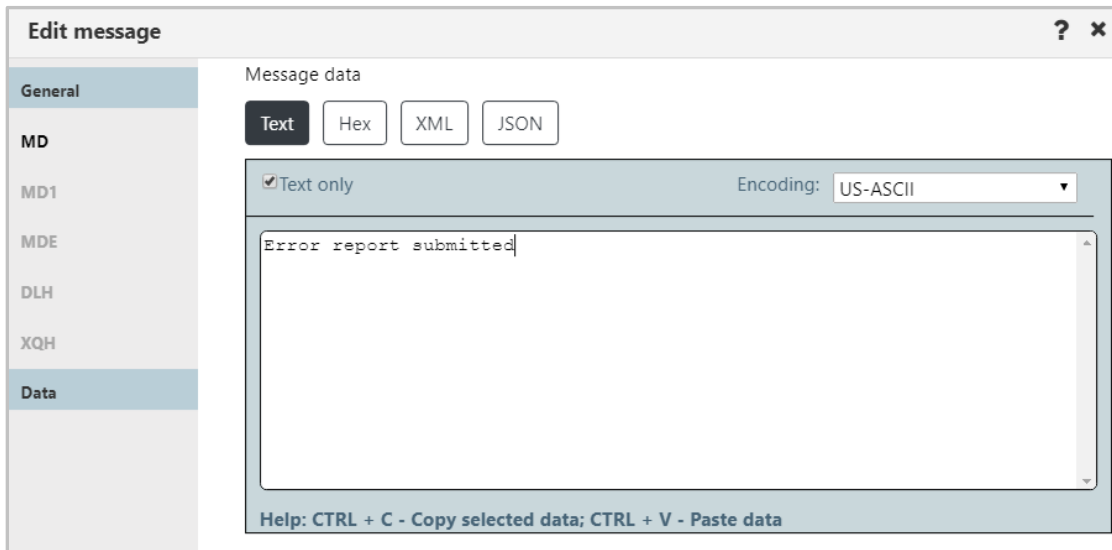 Edit message
? ×
General
MD
MD1
MDE
DLH
XQH
Data
Message data
Text Hex XML JSON
Text only Encoding: US-ASCII
Error report submitted
Help: CTRL + C - Copy selected data; CTRL + V - Paste data